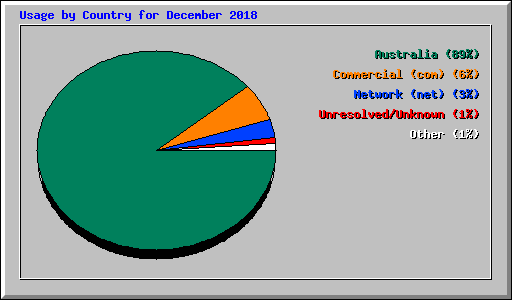 Usage by Country for December 2018
Australia (89%)
Commercial (com) (6%)
Network (net) (3%)
Unresolved/Unknown (1%)
Other (1%)